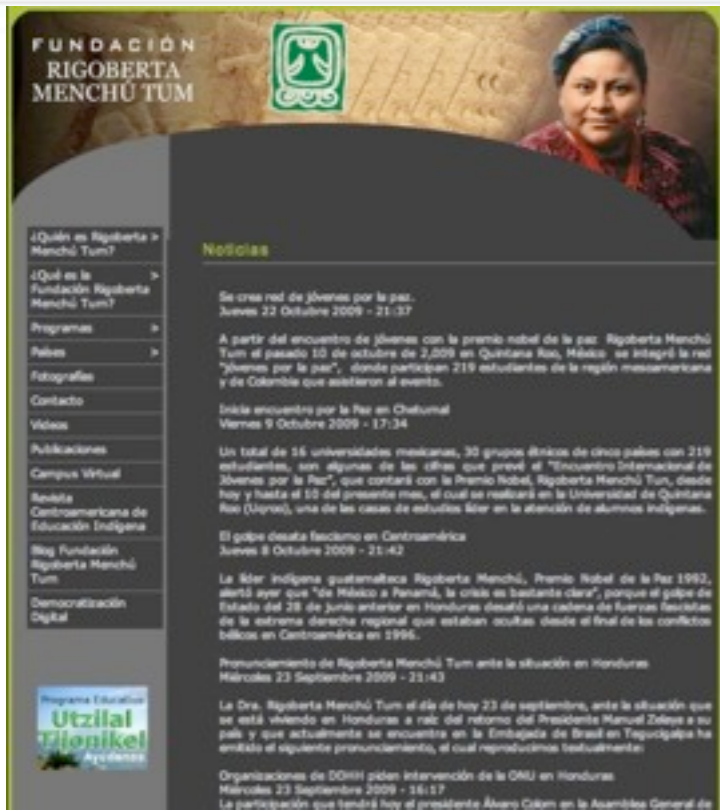 FUNDACIÓN
RIGOBERTA
MENCHÚ TUM
¿Quién es Rigoberta >
Menchú Tum?
¿Qué es la >
Fundación Rigoberta
Menchú Tum?
Programas >
Países >
Fotografías
Contacto
Videos
Publicaciones
Campus Virtual
Revista
Centroamericana de
Educación Indígena
Blog Fundación
Rigoberta Menchú
Tum
Democratización
Digital
Programa Educativo
Utzilal
Tijonikel
Ayúdanos
Noticias
Se crea red de jóvenes por la paz.
Jueves 22 Octubre 2009 - 21:37
A partir del encuentro de jóvenes con la premio nobel de la paz Rigoberta Menchú
Tum el pasado 10 de octubre de 2,009 en Quintana Roo, México se integró la red
"jóvenes por la paz", donde participan 219 estudiantes de la región mesoamericana
y de Colombia que asistieron al evento.
Inicia encuentro por la Paz en Chetumal
Viernes 9 Octubre 2009 - 17:34
Un total de 16 universidades mexicanas, 30 grupos étnicos de cinco países con 219
estudiantes, son algunas de las cifras que prevé el "Encuentro Internacional de
Jóvenes por la Paz", que contará con la Premio Nobel, Rigoberta Menchú Tun, desde
hoy y hasta el 10 del presente mes, el cual se realizará en la Universidad de Quintana
Roo (Uqroo), una de las casas de estudios líder en la atención de alumnos indígenas.
El golpe desata fascismo en Centroamérica
Jueves 8 Octubre 2009 - 21:42
La líder indígena guatemalteca Rigoberta Menchú, Premio Nobel de la Paz 1992,
alertó ayer que "de México a Panamá, la crisis es bastante clara", porque el golpe de
Estado del 28 de junio anterior en Honduras desató una cadena de fuerzas fascistas
de la extrema derecha regional que estaban ocultas desde el final de los conflictos
bélicos en Centroamérica en 1996.
Pronunciamiento de Rigoberta Menchú Tum ante la situación en Honduras
Miércoles 23 Septiembre 2009 - 21:43
La Dra. Rigoberta Menchú Tum el día de hoy 23 de septiembre, ante la situación que
se está viviendo en Honduras a raíz del retorno del Presidente Manuel Zelaya a su
país y que actualmente se encuentra en la Embajada de Brasil en Tegucigalpa ha
emitido el siguiente pronunciamiento, el cual reproducimos textualmente:
Organizaciones de DDHH piden intervención de la ONU en Honduras
Miércoles 23 Septiembre 2009 - 16:17
La participación que tendrá hoy el presidente Álvaro Colom en la Asamblea General de